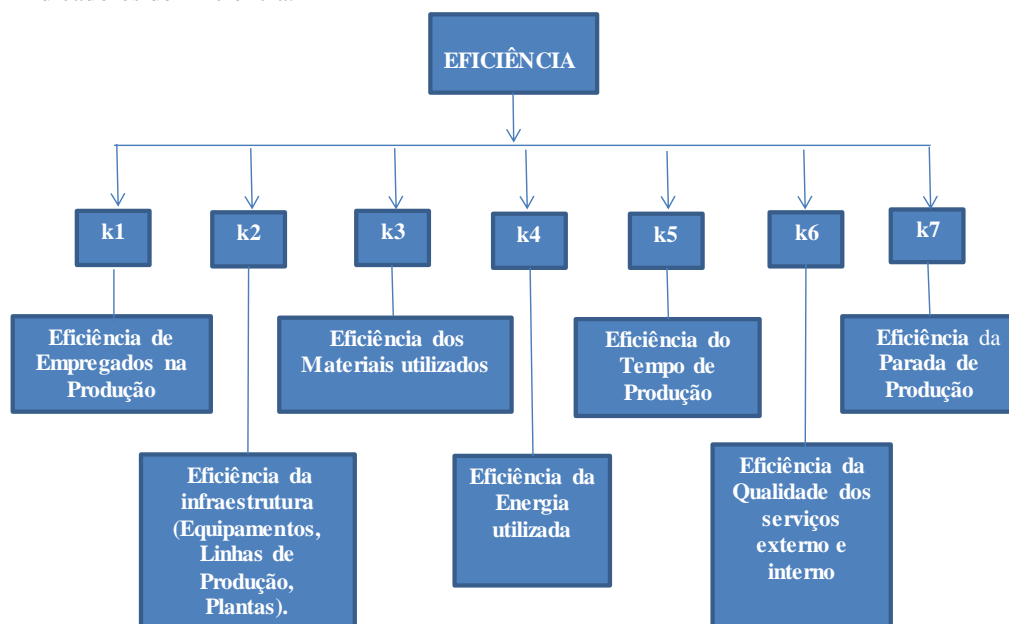 EFICIÊNCIA
k1
k2
k3
k4
k5
k6
k7
Eficiência de
Empregados na
Produção
Eficiência da
infraestrutura
(Equipamentos,
Linhas de
Produção,
Plantas).
Eficiência dos
Materiais utilizados
Eficiência da
Energia
utilizada
Eficiência do
Tempo de
Produção
Eficiência da
Qualidade dos
serviços
externo e
interno
Eficiência da
Parada de
Produção